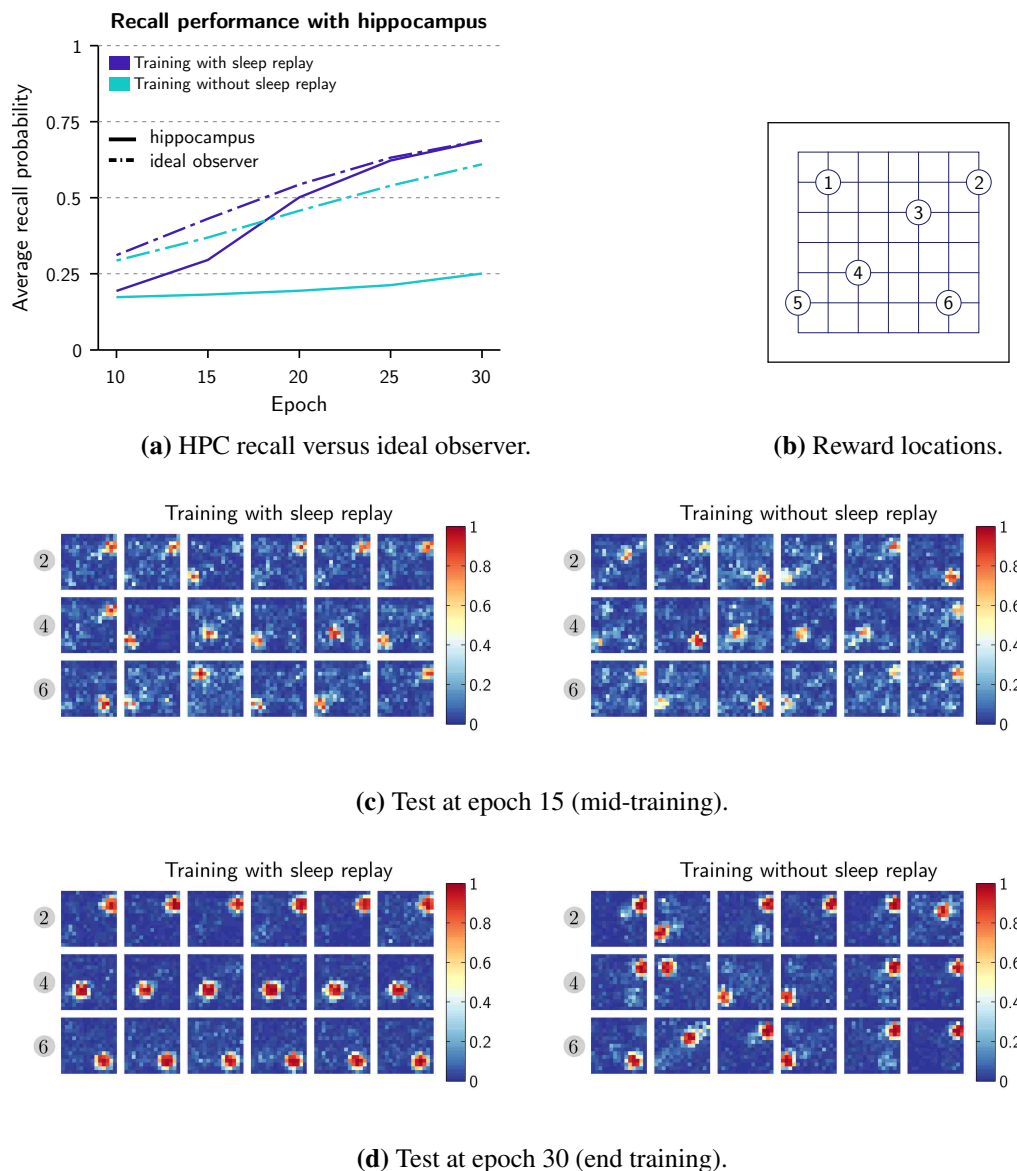 Recall performance with hippocampus
1
0.75
0.5
0.25
0
Average recall probability
Training with sleep replay
Training without sleep replay
hippocampus
ideal observer
10 15 20 25 30
Epoch
(a) HPC recall versus ideal observer.
1 2
3
4
5 6
(b) Reward locations.
Training with sleep replay
2
4
6
1
0.8
0.6
0.4
0.2
0
Training without sleep replay
2
4
6
1
0.8
0.6
0.4
0.2
0
(c) Test at epoch 15 (mid-training).
Training with sleep replay
2
4
6
1
0.8
0.6
0.4
0.2
0
Training without sleep replay
2
4
6
1
0.8
0.6
0.4
0.2
0
(d) Test at epoch 30 (end training).